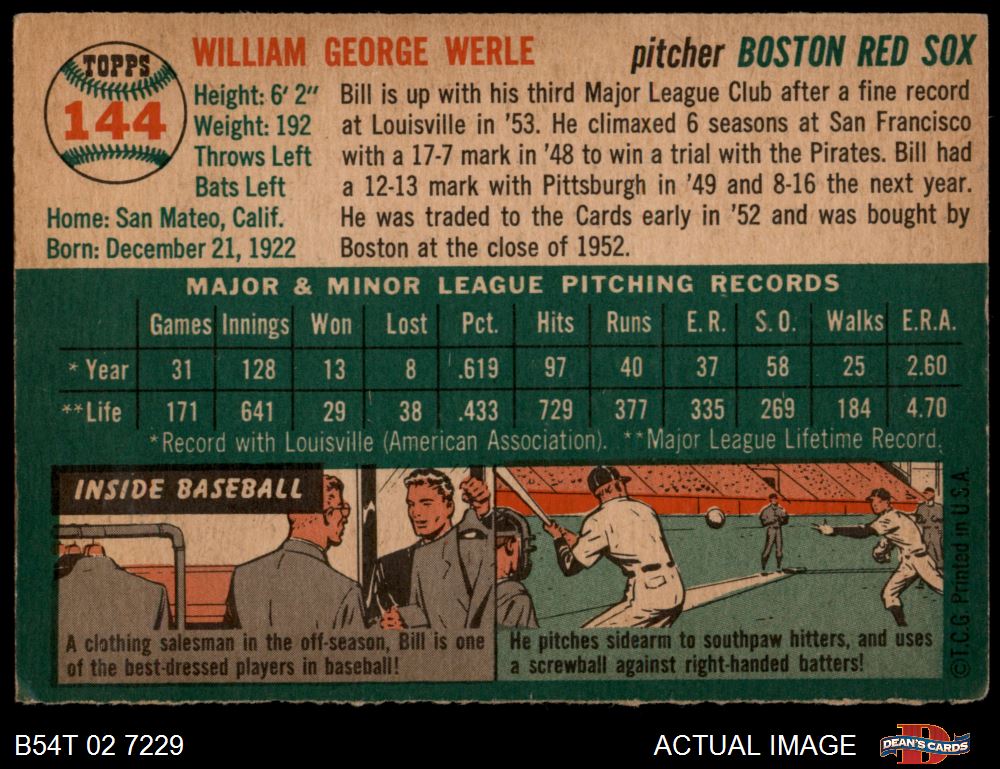 TOPPS
144
WILLIAM GEORGE WERLE
pitcher BOSTON RED SOX
Height: 6' 2"
Weight: 192
Throws Left
Bats Left
Home: San Mateo, Calif.
Born: December 21, 1922
Bill is up with his third Major League Club after a fine record
at Louisville in '53. He climaxed 6 seasons at San Francisco
with a 17-7 mark in '48 to win a trial with the Pirates. Bill had
a 12-13 mark with Pittsburgh in '49 and 8-16 the next year.
He was traded to the Cards early in '52 and was bought by
Boston at the close of 1952.
MAJOR & MINOR LEAGUE PITCHING RECORDS
Games Innings Won Lost Pct. Hits Runs E.R. S.O. Walks E.R.A.
* Year 31 128 13 8 .619 97 40 37 58 25 2.60
**Life 171 641 29 38 .433 729 377 335 269 184 4.70
*Record with Louisville (American Association). **Major League Lifetime Record.
INSIDE BASEBALL
A clothing salesman in the off-season, Bill is one
of the best-dressed players in baseball!
He pitches sidearm to southpaw hitters, and uses
a screwball against right-handed batters!
©T.C.G. Printed in U.S.A.
B54T 02 7229
ACTUAL IMAGE
D
DEAN'S CARDS